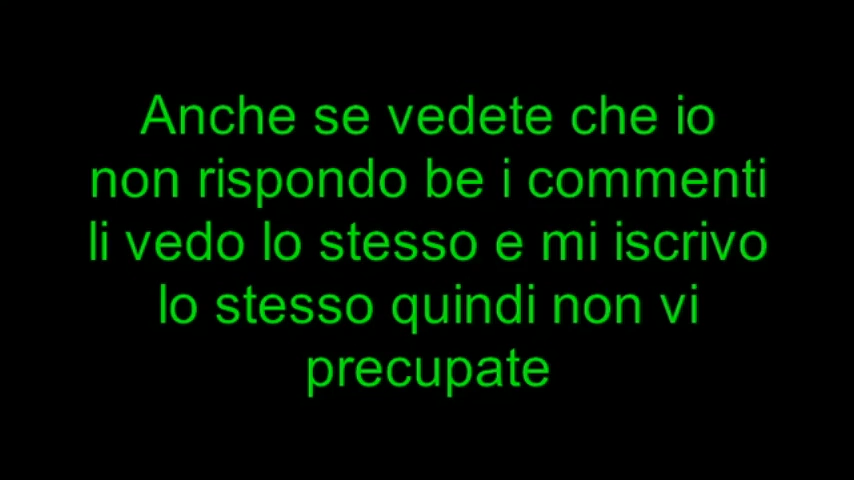 Anche se vedete che io
non rispondo be i commenti
li vedo lo stesso e mi iscrivo
lo stesso quindi non vi
precupate